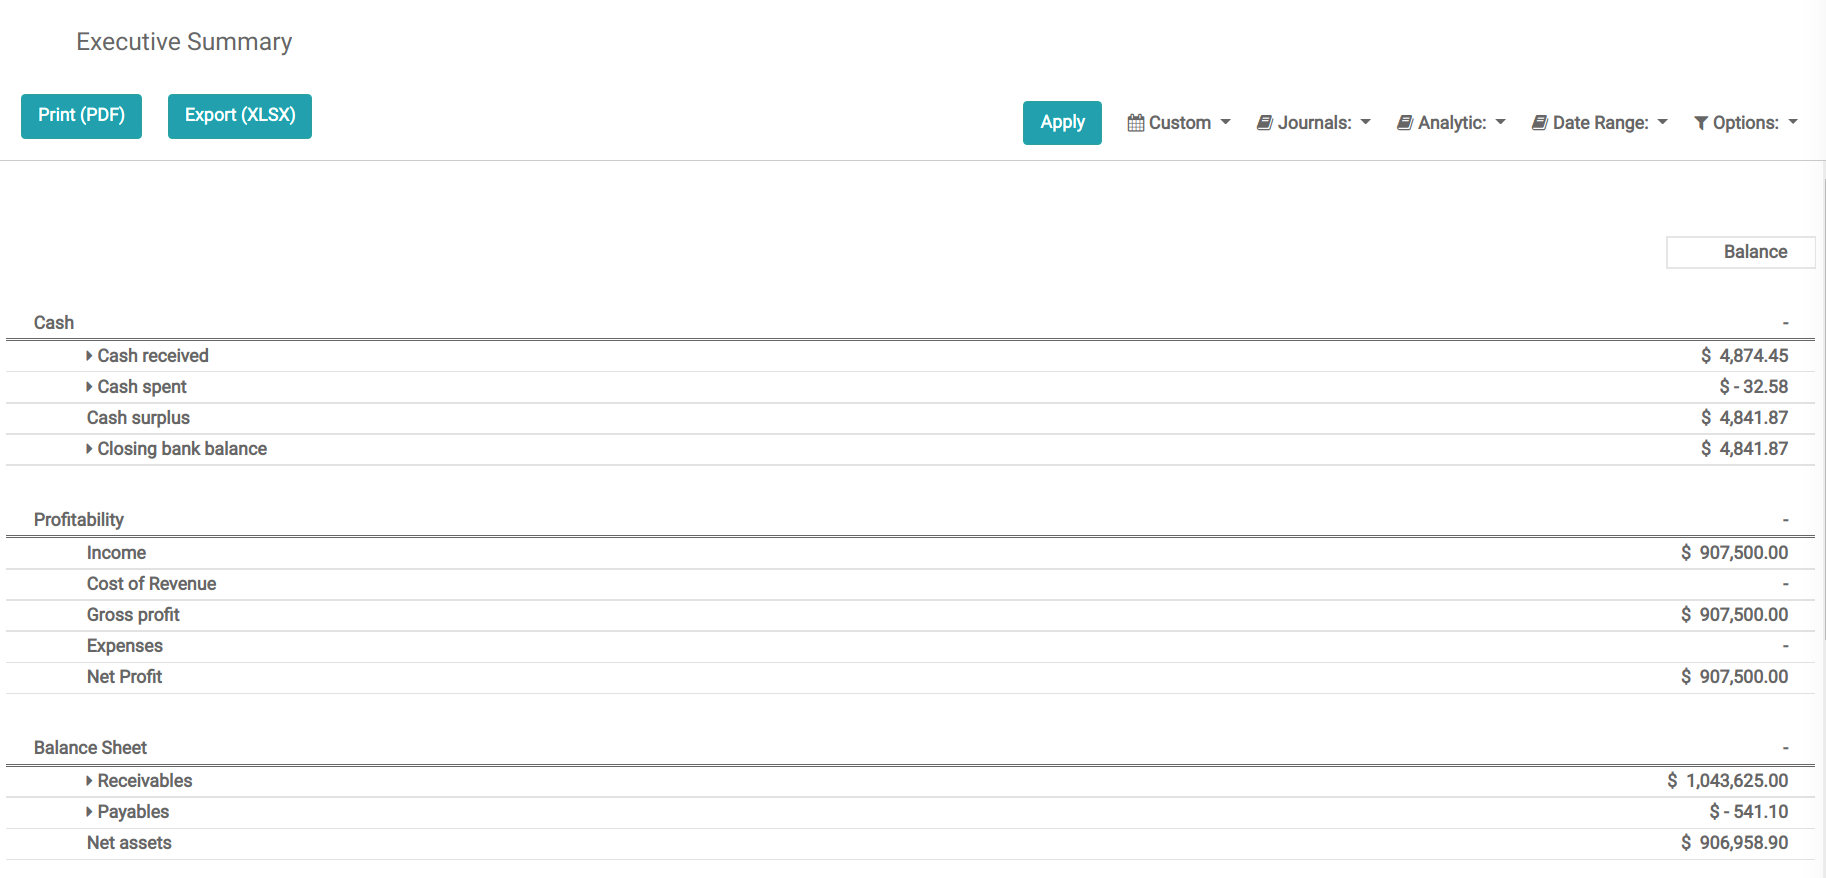 Executive Summary
Print (PDF) Export (XLSX) Apply Custom Journals: Analytic: Date Range: Options:
Balance
Cash -
Cash received $ 4,874.45
Cash spent $ - 32.58
Cash surplus $ 4,841.87
Closing bank balance $ 4,841.87
Profitability -
Income $ 907,500.00
Cost of Revenue -
Gross profit $ 907,500.00
Expenses -
Net Profit $ 907,500.00
Balance Sheet -
Receivables $ 1,043,625.00
Payables $ - 541.10
Net assets $ 906,958.90